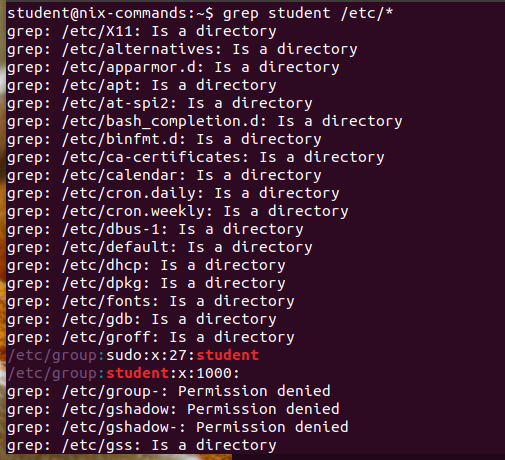 student@nix-commands:~$ grep student /etc/*
grep: /etc/X11: Is a directory
grep: /etc/alternatives: Is a directory
grep: /etc/apparmor.d: Is a directory
grep: /etc/apt: Is a directory
grep: /etc/at-spi2: Is a directory
grep: /etc/bash_completion.d: Is a directory
grep: /etc/binfmt.d: Is a directory
grep: /etc/ca-certificates: Is a directory
grep: /etc/calendar: Is a directory
grep: /etc/cron.daily: Is a directory
grep: /etc/cron.weekly: Is a directory
grep: /etc/dbus-1: Is a directory
grep: /etc/default: Is a directory
grep: /etc/dhcp: Is a directory
grep: /etc/dpkg: Is a directory
grep: /etc/fonts: Is a directory
grep: /etc/gdb: Is a directory
grep: /etc/groff: Is a directory
/etc/group:sudo:x:27:student
/etc/group:student:x:1000:
grep: /etc/group-: Permission denied
grep: /etc/gshadow: Permission denied
grep: /etc/gshadow-: Permission denied
grep: /etc/gss: Is a directory